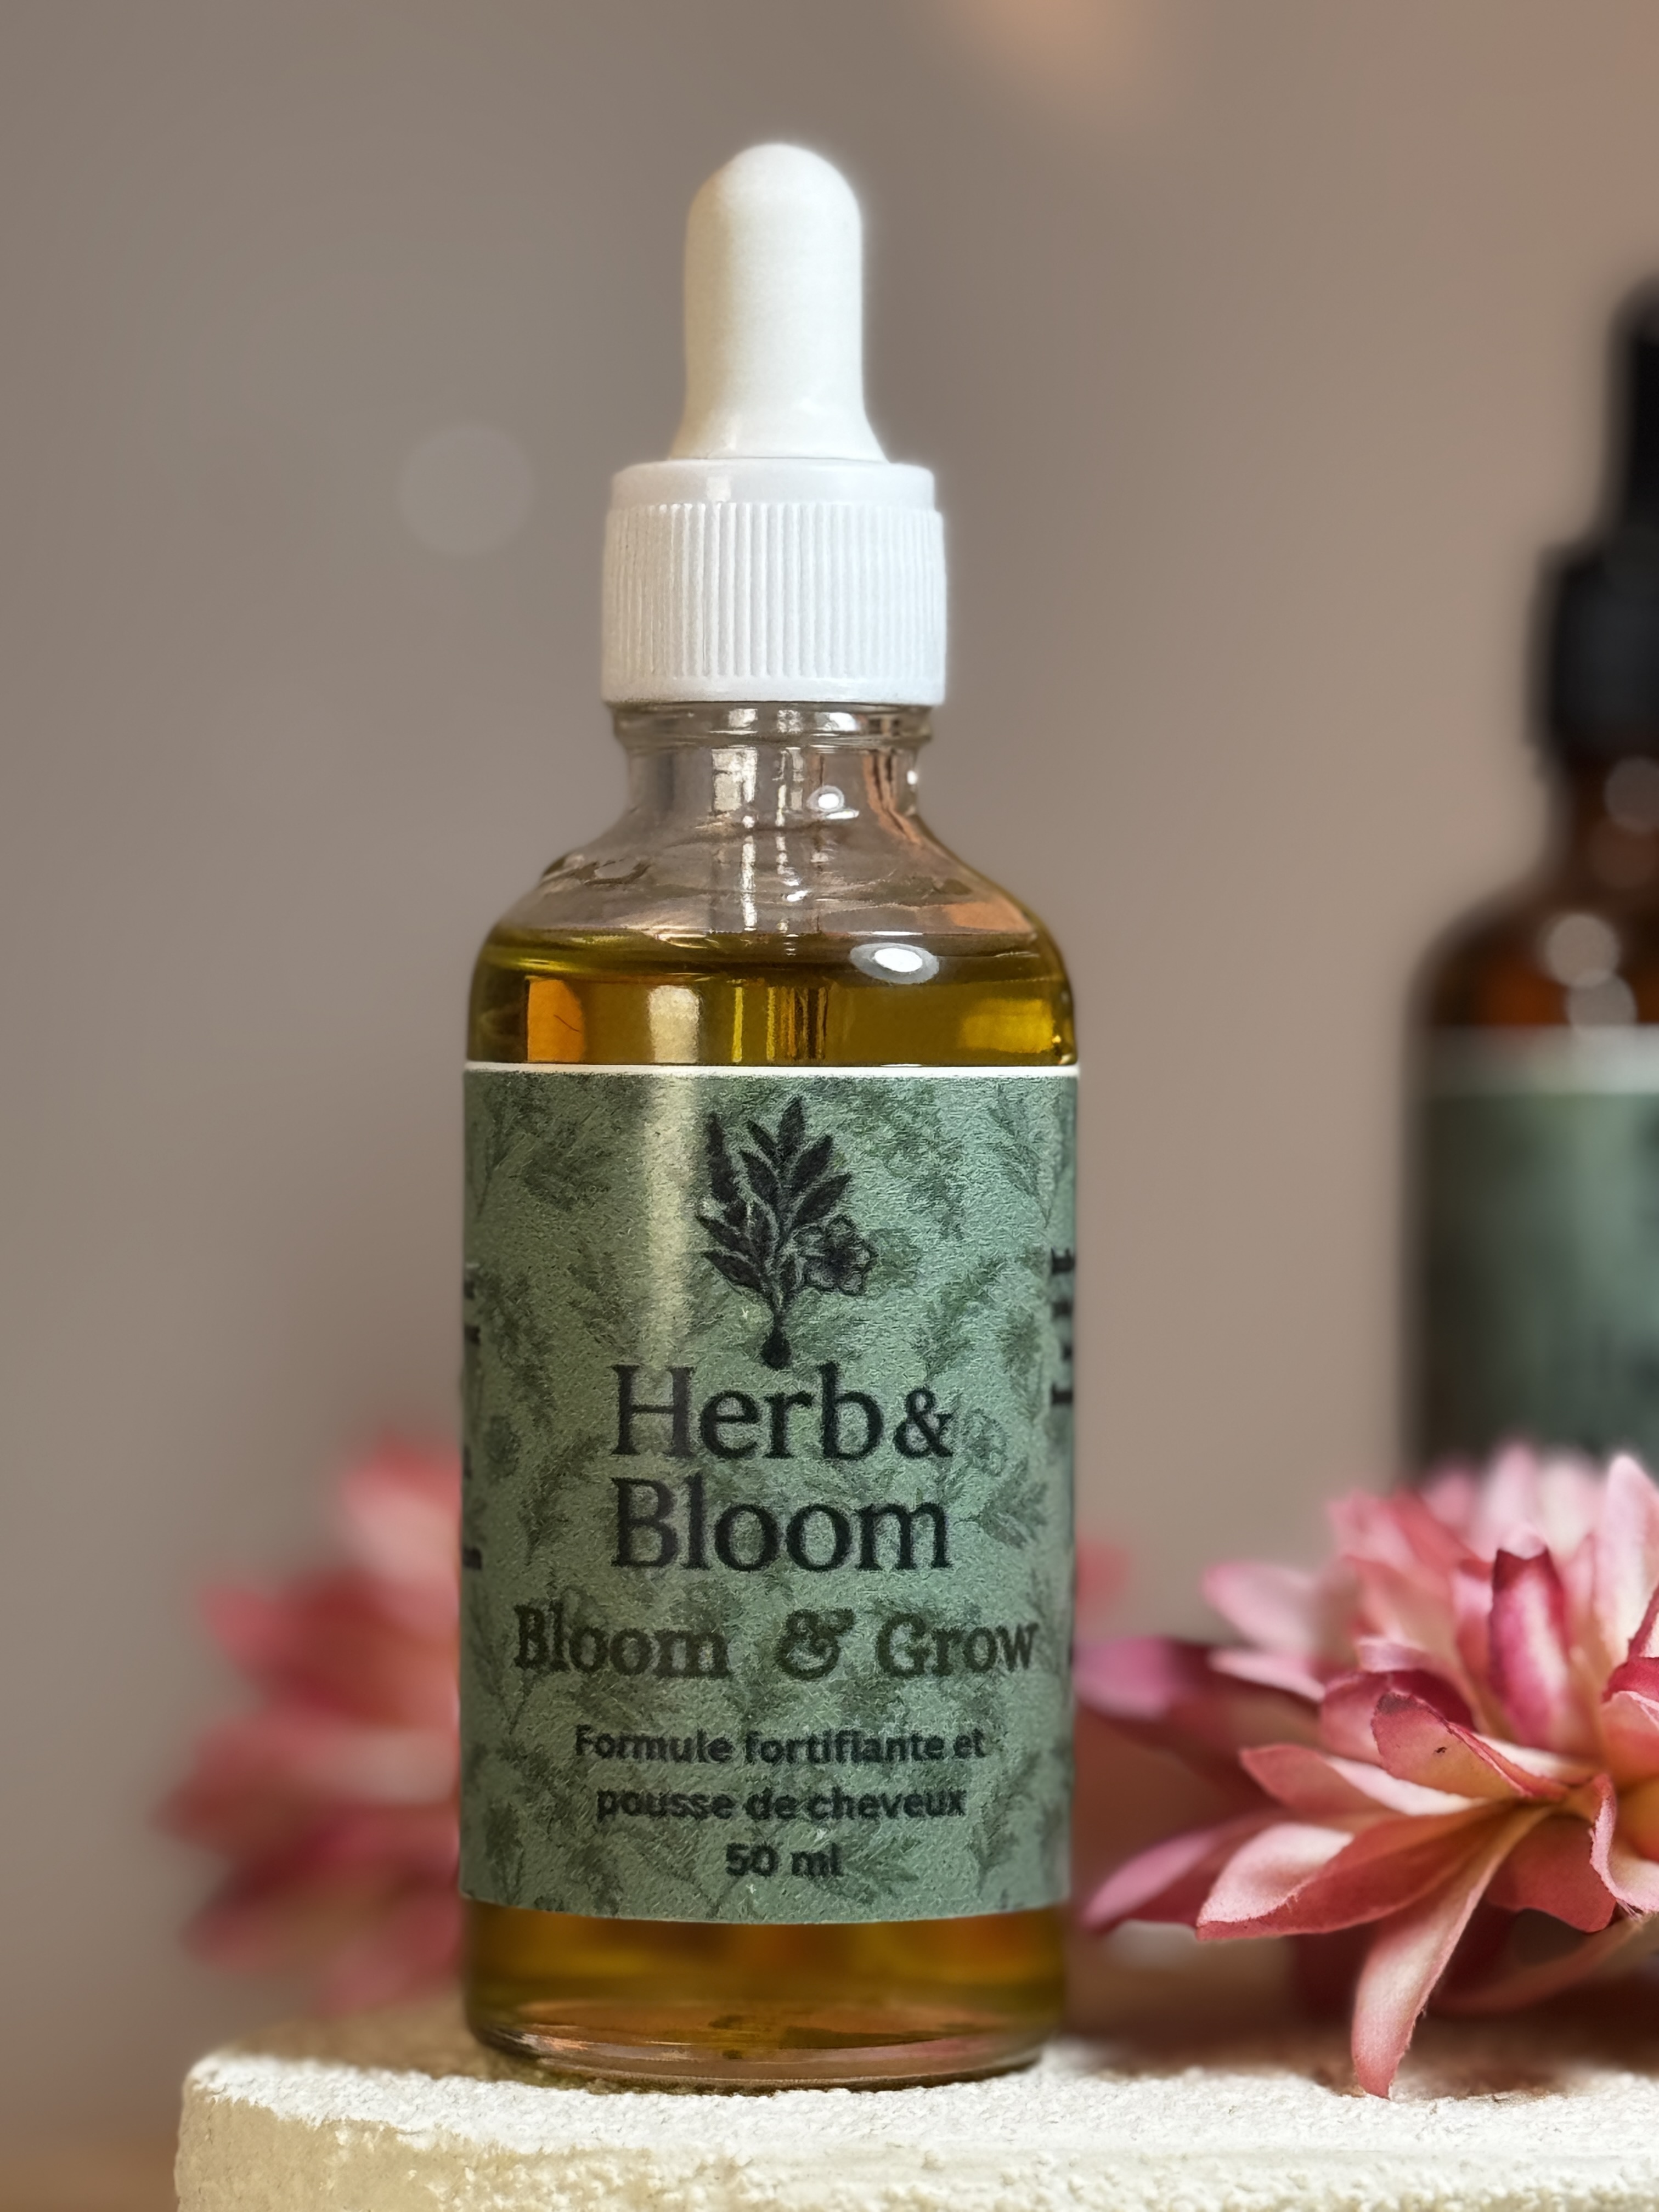 Herb &
Bloom
Bloom & Grow
Formule fortifiante et
pousse de cheveux
50 ml